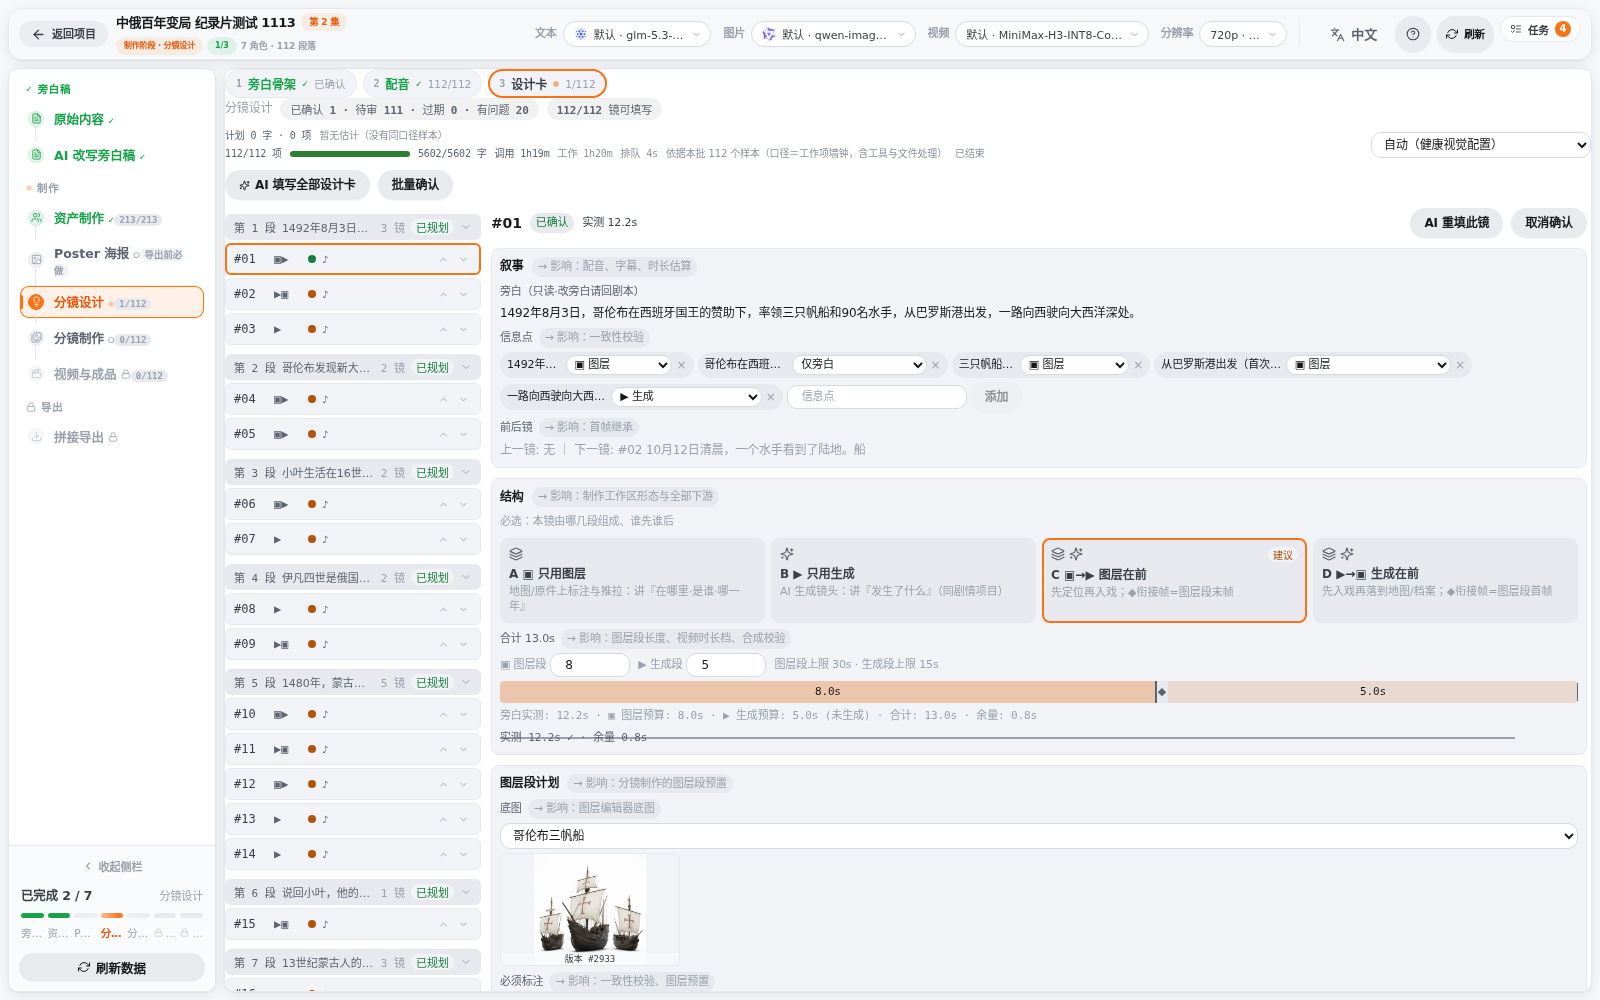 返回项目
中俄百年变局 纪录片测试 1113 第 2 集
制作阶段 · 分镜设计 1/3 7 角色 · 112 段落
文本 默认 · glm-5.3-...
图片 默认 · qwen-imag...
视频 默认 · MiniMax-H3-INT8-Co...
分辨率 720p · ...
中文
刷新
任务 4
✓ 旁白稿
原始内容 ✓
AI 改写旁白稿 ✓
制作
资产制作 ✓ 213/213
Poster 海报 ○ 导出前必做
分镜设计 1/112
分镜制作 ○ 0/112
视频与成品 0/112
导出
拼接导出
收起侧栏
已完成 2 / 7 分镜设计
旁... 资... P... 分... 分... ... ...
刷新数据
1 旁白骨架 ✓ 已确认
2 配音 ✓ 112/112
3 设计卡 1/112
分镜设计 已确认 1 · 待审 111 · 过期 0 · 有问题 20 112/112 镜可填写
计划 0 字 · 0 项 暂无估计（没有同口径样本）
112/112 项 5602/5602 字 调用 1h19m 工作 1h20m 排队 4s 依据本批 112 个样本（口径＝工作项墙钟，含工具与文件处理） 已结束
自动（健康视觉配置）
AI 填写全部设计卡 批量确认
第 1 段 1492年8月3日... 3 镜 已规划
#01 ▣▶ ♪
#02 ▶▣ ♪
#03 ▶ ♪
第 2 段 哥伦布发现新大... 2 镜 已规划
#04 ▣▶ ♪
#05 ▣▶ ♪
第 3 段 小叶生活在16世... 2 镜 已规划
#06 ▣▶ ♪
#07 ▶ ♪
第 4 段 伊凡四世是俄国... 2 镜 已规划
#08 ▶ ♪
#09 ▶▣ ♪
第 5 段 1480年，蒙古... 5 镜 已规划
#10 ▣▶ ♪
#11 ▶▣ ♪
#12 ▣▶ ♪
#13 ▶ ♪
#14 ▶ ♪
第 6 段 说回小叶，他的... 1 镜 已规划
#15 ▶▣ ♪
第 7 段 13世纪蒙古人的... 3 镜 已规划
#01 已确认 实测 12.2s
AI 重填此镜 取消确认
叙事 → 影响：配音、字幕、时长估算
旁白（只读·改旁白请回剧本）
1492年8月3日，哥伦布在西班牙国王的赞助下，率领三只帆船和90名水手，从巴罗斯港出发，一路向西驶向大西洋深处。
信息点 → 影响：一致性校验
1492年... ▣ 图层 × 哥伦布在西班... 仅旁白 × 三只帆船... ▣ 图层 × 从巴罗斯港出发（首次... ▣ 图层 ×
一路向西驶向大西... ▶ 生成 × 信息点 添加
前后镜 → 影响：首帧继承
上一镜: 无 ｜ 下一镜: #02 10月12日清晨，一个水手看到了陆地。船
结构 → 影响：制作工作区形态与全部下游
必选：本镜由哪几段组成、谁先谁后
A ▣ 只用图层
地图/原件上标注与推拉：讲『在哪里·是谁·哪一年』
B ▶ 只用生成
AI 生成镜头：讲『发生了什么』（同剧情项目）
建议
C ▣→▶ 图层在前
先定位再入戏；◆衔接帧=图层段末帧
D ▶→▣ 生成在前
先入戏再落到地图/档案；◆衔接帧=图层段首帧
合计 13.0s → 影响：图层段长度、视频时长档、合成校验
▣ 图层段 8 ▶ 生成段 5 图层段上限 30s · 生成段上限 15s
8.0s ◆ 5.0s
旁白实测: 12.2s · ▣ 图层预算: 8.0s · ▶ 生成预算: 5.0s (未生成) · 合计: 13.0s · 余量: 0.8s
实测 12.2s ✓ · 余量 0.8s
图层段计划 → 影响：分镜制作的图层段预置
底图 → 影响：图层编辑器底图
哥伦布三帆船
版本 #2933
必须标注 → 影响：一致性校验、图层预置